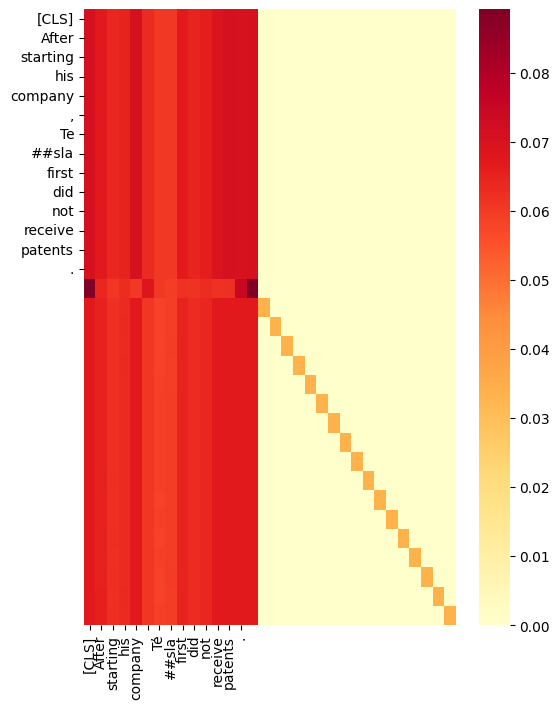 [CLS]
After
starting
his
company
,
Te
##sla
first
did
not
receive
patents
.
0.08
0.07
0.06
0.05
0.04
0.03
0.02
0.01
0.00
[CLS]
After
starting
his
company
,
Te
##sla
first
did
not
receive
patents
.